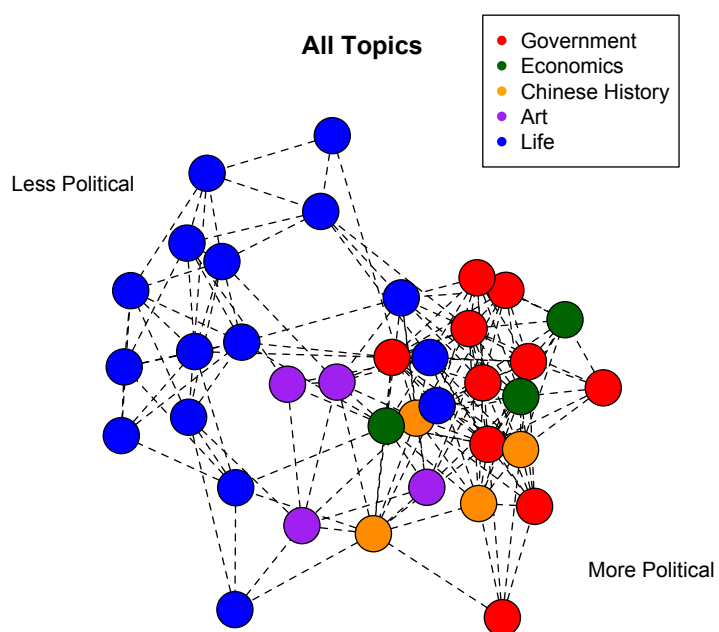 All Topics
Government
Economics
Chinese History
Art
Life
Less Political
More Political